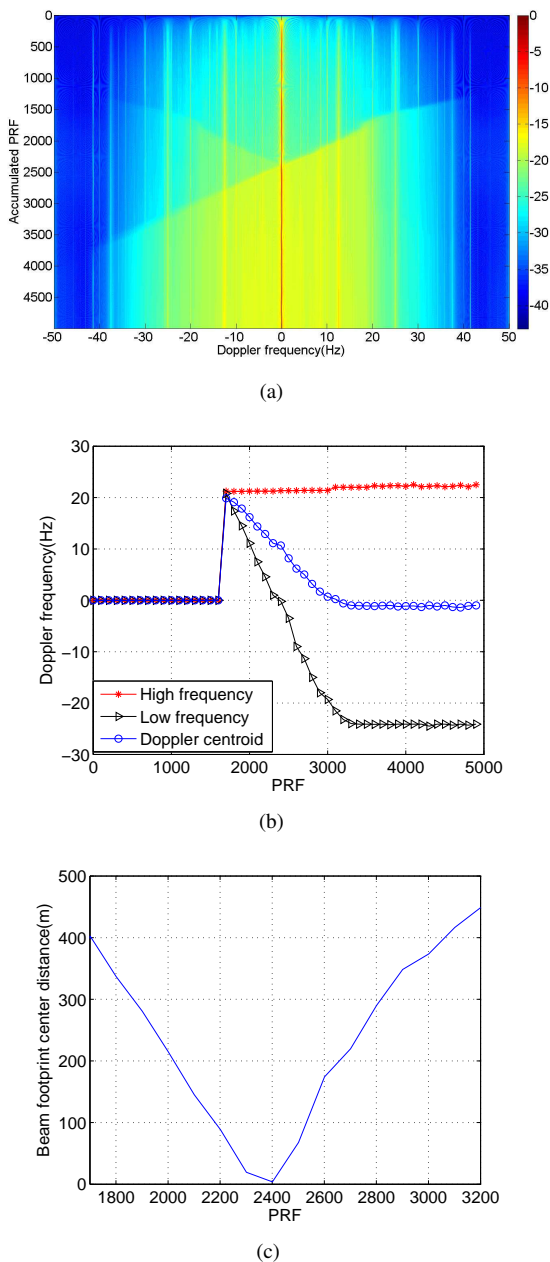 0
500
1000
1500
2000
2500
3000
3500
4000
4500
Accumulated PRF
-50 -40 -30 -20 -10 0 10 20 30 40 50
Doppler frequency(Hz)
0
-5
-10
-15
-20
-25
-30
-35
-40
(a)
30
20
10
0
−10
−20
−30
Doppler frequency(Hz)
High frequency
Low frequency
Doppler centroid
0 1000 2000 3000 4000 5000
PRF
(b)
500
400
300
200
100
0
Beam footprint center distance(m)
1800 2000 2200 2400 2600 2800 3000 3200
PRF
(c)